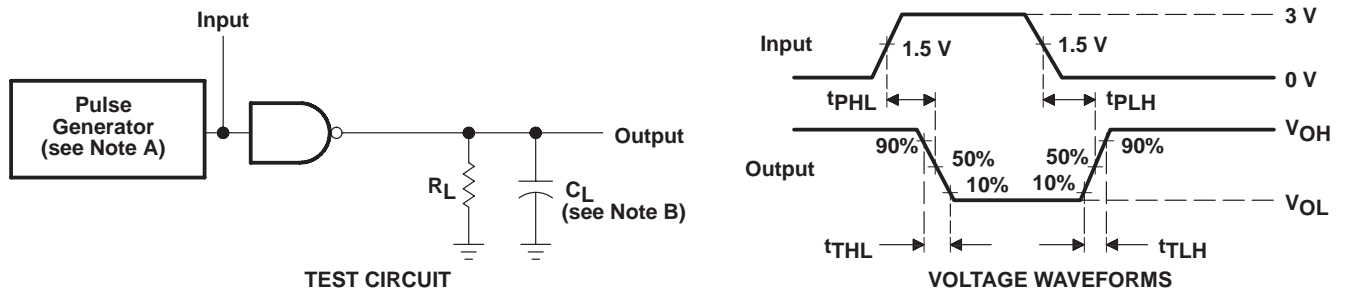 Input
Pulse
Generator
(see Note A)
Output
RL
CL
(see Note B)
TEST CIRCUIT
Input
3 V
1.5 V
1.5 V
0 V
tPHL
tPLH
Output
90%
50%
10%
50%
10%
90%
VOH
VOL
tTHL
tTLH
VOLTAGE WAVEFORMS